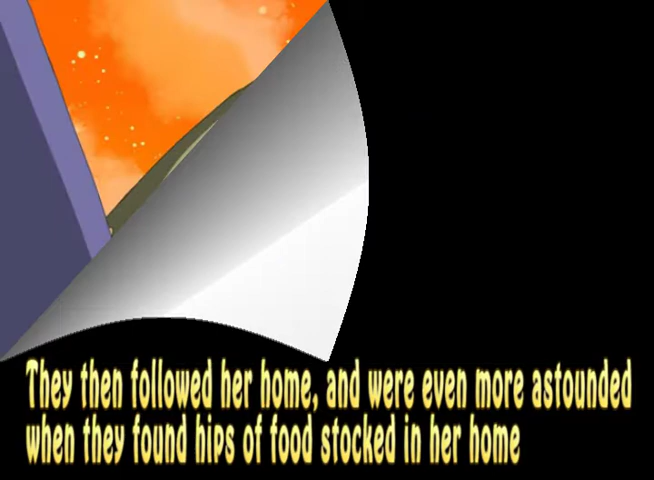 They then followed her home, and were even more astounded
when they found hips of food stocked in her home